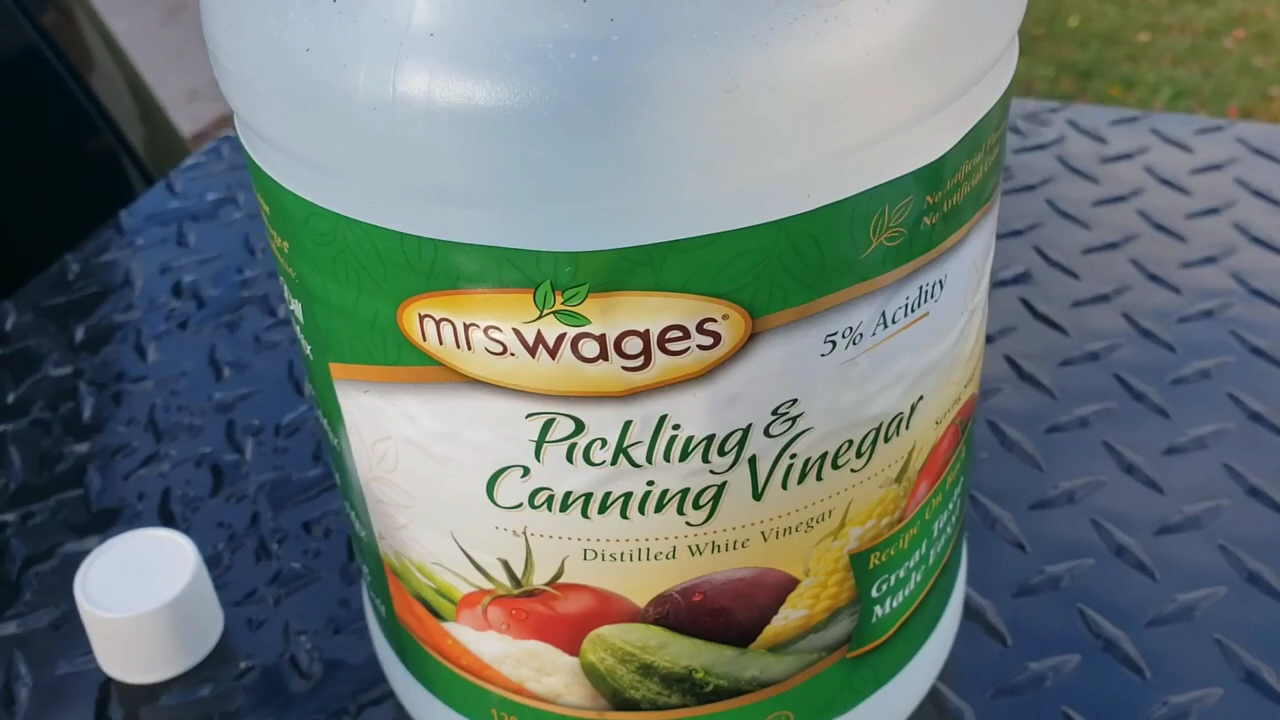 No Artificial
No Artificial
mrs.wages®
5% Acidity
Pickling &
Canning Vinegar
Distilled White Vinegar
Recipe On
Great Taste
Made Easy